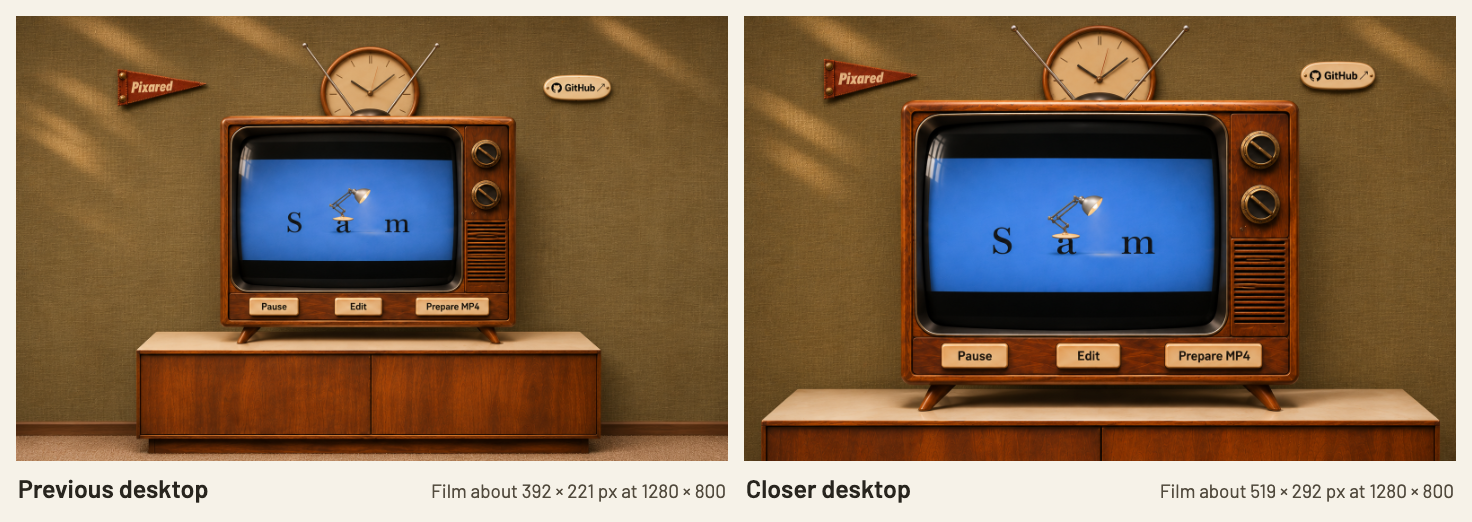 Pixared
GitHub ↗
S a m
Pause
Edit
Prepare MP4
Previous desktop
Film about 392 × 221 px at 1280 × 800
Pixared
GitHub ↗
S a m
Pause
Edit
Prepare MP4
Closer desktop
Film about 519 × 292 px at 1280 × 800